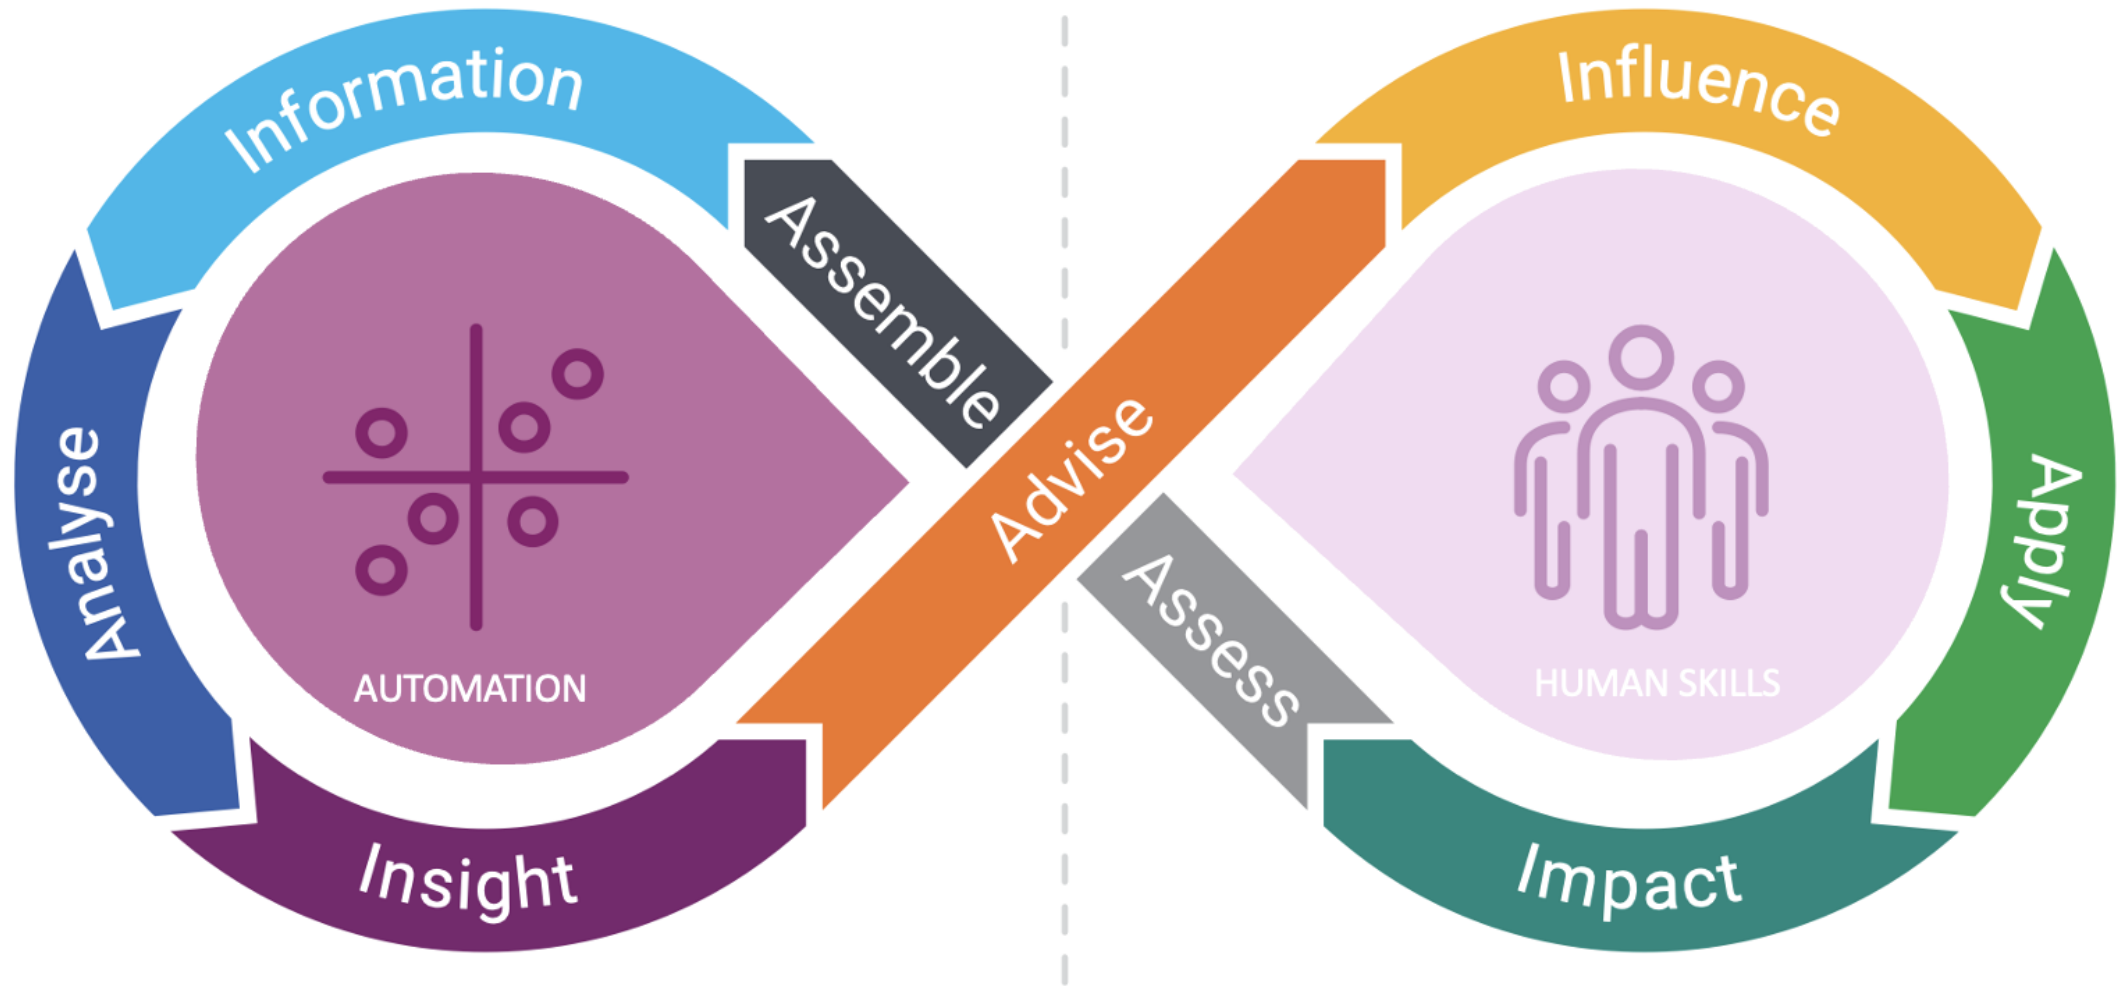 Information
Assemble
Analyse
AUTOMATION
Insight
Advise
Influence
Apply
HUMAN SKILLS
Impact
Assess